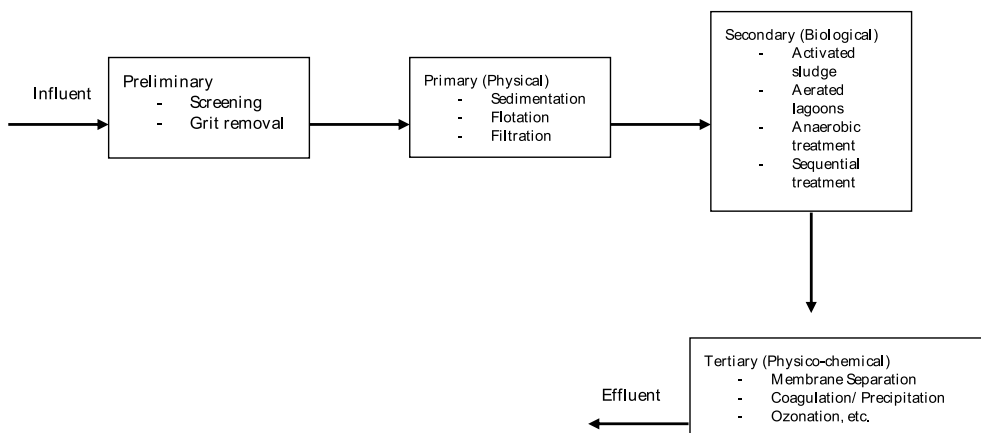 Influent
Preliminary
- Screening
- Grit removal
Primary (Physical)
- Sedimentation
- Flotation
- Filtration
Secondary (Biological)
- Activated
sludge
- Aerated
lagoons
- Anaerobic
treatment
- Sequential
treatment
Tertiary (Physico-chemical)
- Membrane Separation
- Coagulation/ Precipitation
- Ozonation, etc.
Effluent